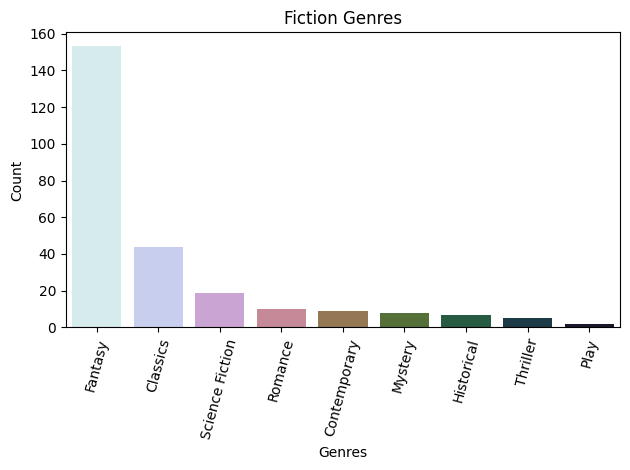 Fiction Genres
160
140
120
100
80
60
40
20
0
Count
Fantasy
Classics
Science Fiction
Romance
Contemporary
Mystery
Historical
Thriller
Play
Genres